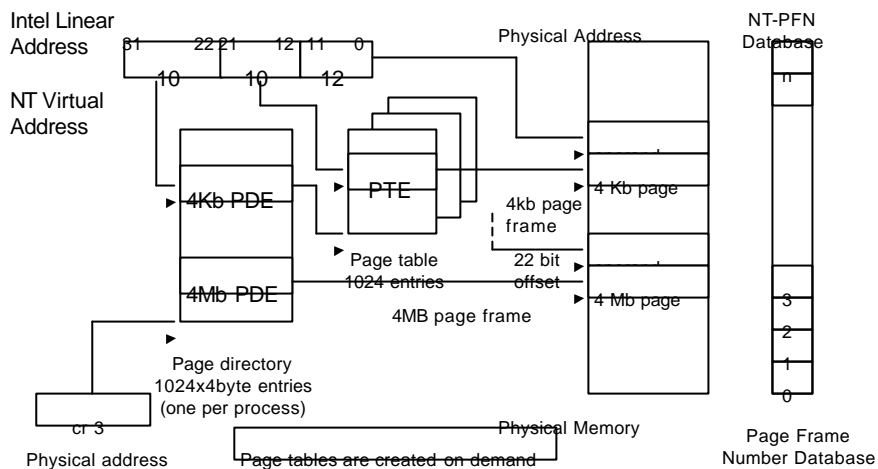 Intel Linear
Address
31
22
21
12
11
0
10
10
12
NT Virtual
Address
Physical Address
NT-PFN
Database
n
4Kb PDE
PTE
4 Kb page
4kb page
frame
Page table
1024 entries
22 bit
offset
4Mb PDE
4 Mb page
4MB page frame
3
2
1
0
Page directory
1024x4byte entries
(one per process)
cr 3
Physical address
Page tables are created on demand
Physical Memory
Page Frame
Number Database